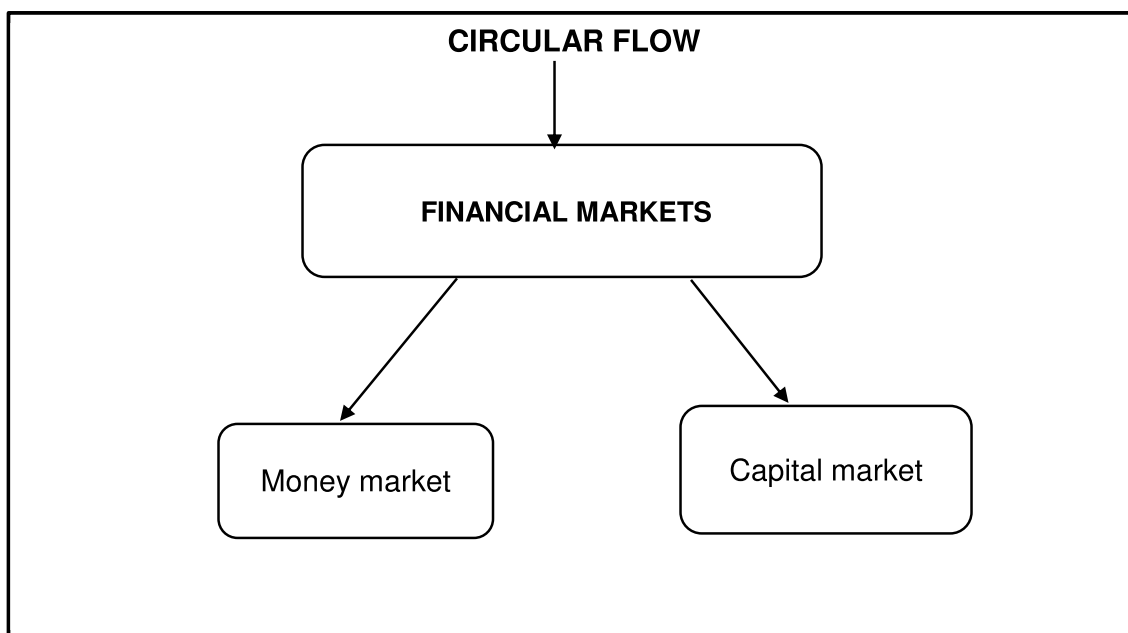 CIRCULAR FLOW
FINANCIAL MARKETS
Money market
Capital market